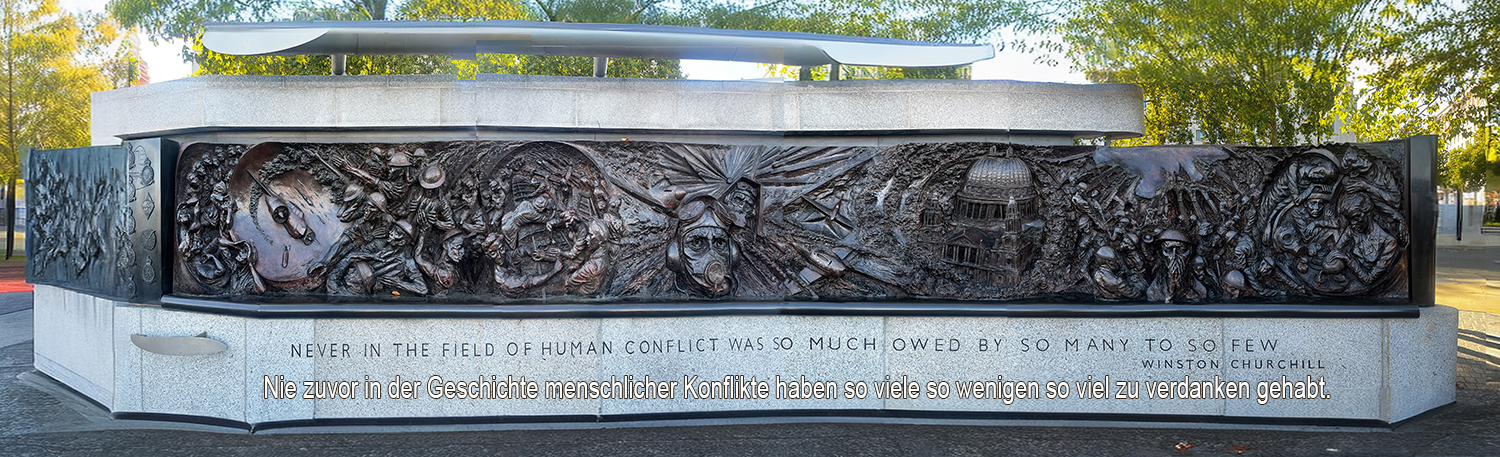 NEVER IN THE FIELD OF HUMAN CONFLICT WAS SO MUCH OWED BY SO MANY TO SO FEW
WINSTON CHURCHILL
Nie zuvor in der Geschichte menschlicher Konflikte haben so viele so wenigen so viel zu verdanken gehabt.